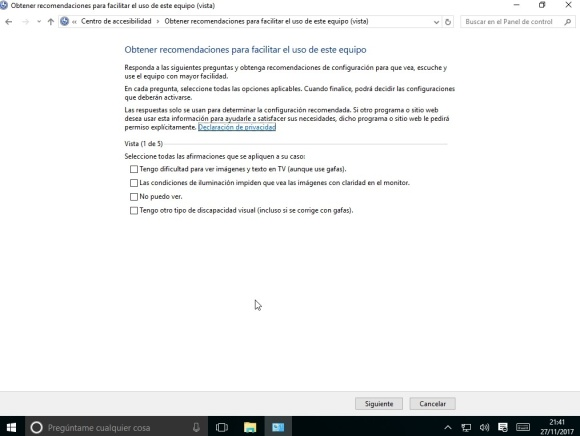 Obtener recomendaciones para facilitar el uso de este equipo (vista)
« Centro de accesibilidad › Obtener recomendaciones para facilitar el uso de este equipo (vista)
Buscar en el Panel de control
Obtener recomendaciones para facilitar el uso de este equipo
Responda a las siguientes preguntas y obtenga recomendaciones de configuración para que vea, escuche y
use el equipo con mayor facilidad.
En cada pregunta, seleccione todas las opciones aplicables. Cuando finalice, podrá decidir las configuraciones
que deberán activarse.
Las respuestas solo se usan para determinar la configuración recomendada. Si otro programa o sitio web
desea usar esta información para ayudarle a satisfacer sus necesidades, dicho programa o sitio web le pedirá
permiso explícitamente. Declaración de privacidad
Vista (1 de 5)
Seleccione todas las afirmaciones que se apliquen a su caso:
Tengo dificultad para ver imágenes y texto en TV (aunque use gafas).
Las condiciones de iluminación impiden que vea las imágenes con claridad en el monitor.
No puedo ver.
Tengo otro tipo de discapacidad visual (incluso si se corrige con gafas).
Siguiente
Cancelar
Pregúntame cualquier cosa
21:41
27/11/2017